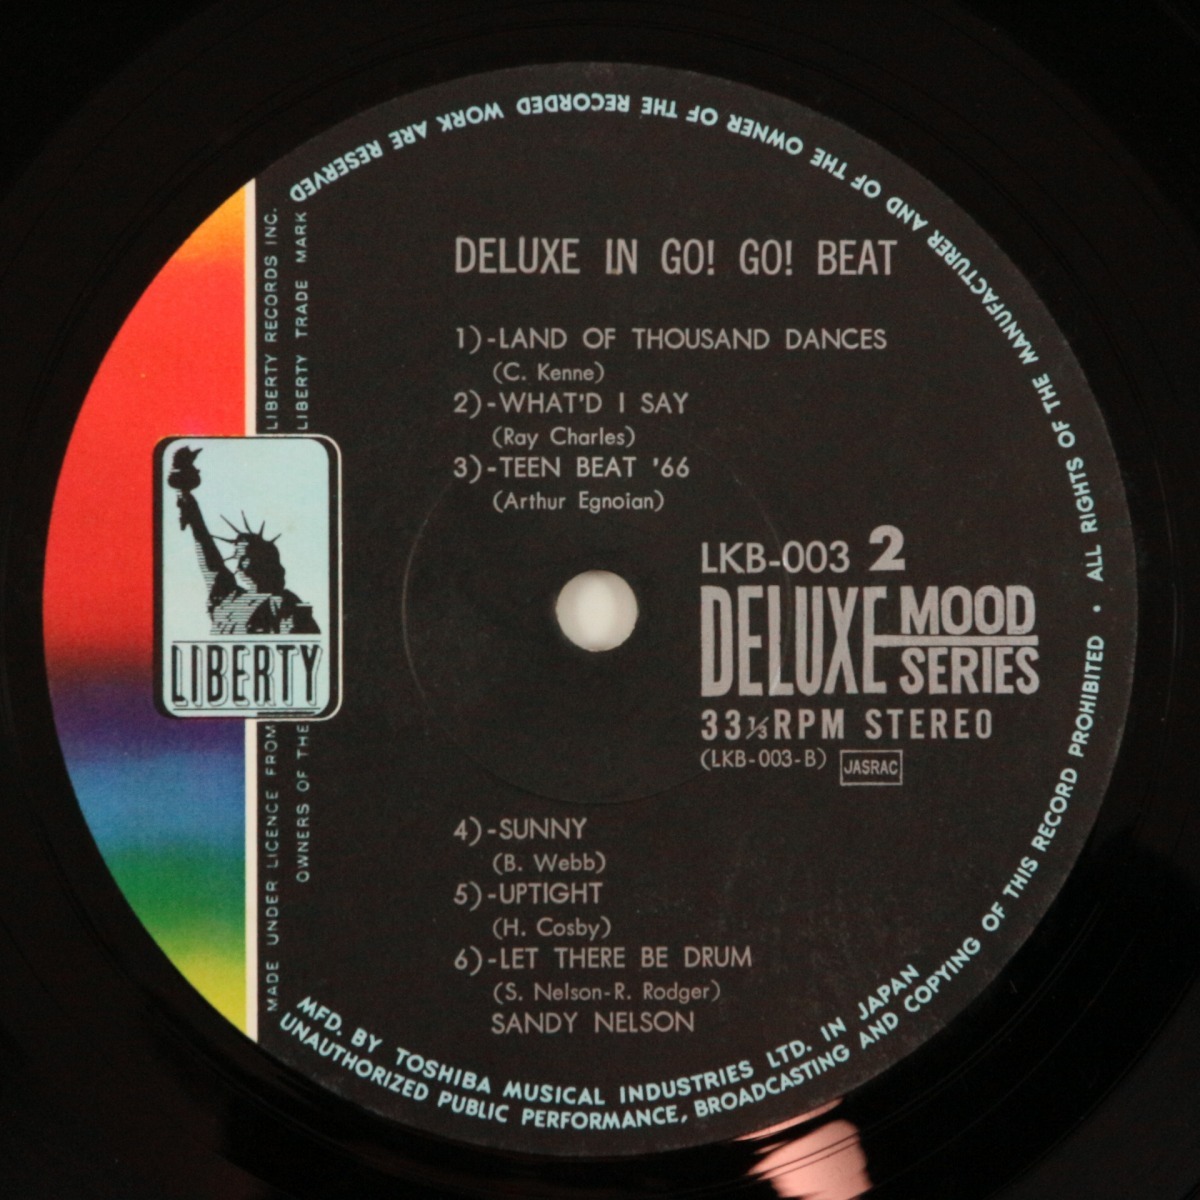 DELUXE IN GO! GO! BEAT
1)-LAND OF THOUSAND DANCES
(C. Kenne)
2)-WHAT'D I SAY
(Ray Charles)
3)-TEEN BEAT '66
(Arthur Egnoian)
LKB-003 2
DELUXE MOOD SERIES
33⅓RPM STEREO
(LKB-003-B) JASRAC
4)-SUNNY
(B. Webb)
5)-UPTIGHT
(H. Cosby)
6)-LET THERE BE DRUM
(S. Nelson-R. Rodger)
SANDY NELSON
LIBERTY
MADE UNDER LICENCE FROM LIBERTY RECORDS INC.
OWNERS OF THE LIBERTY TRADE MARK
MFD. BY TOSHIBA MUSICAL INDUSTRIES LTD. IN JAPAN
UNAUTHORIZED PUBLIC PERFORMANCE, BROADCASTING AND COPYING OF THIS RECORD PROHIBITED • ALL RIGHTS OF THE MANUFACTURER AND OF THE OWNER OF THE RECORDED WORK ARE RESERVED